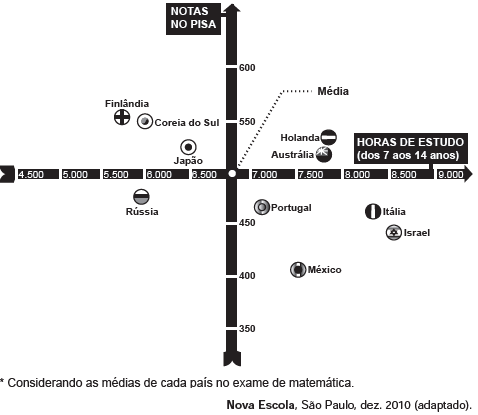 NOTAS
NO PISA
600
Média
Finlândia
550
Coreia do Sul
Holanda
HORAS DE ESTUDO
(dos 7 aos 14 anos)
Austrália
Japão
4.500 5.000 5.500 6.000 6.500 7.000 7.500 8.000 8.500 9.000
Rússia
Portugal
Itália
450
Israel
México
400
350
* Considerando as médias de cada país no exame de matemática.
Nova Escola, São Paulo, dez. 2010 (adaptado).